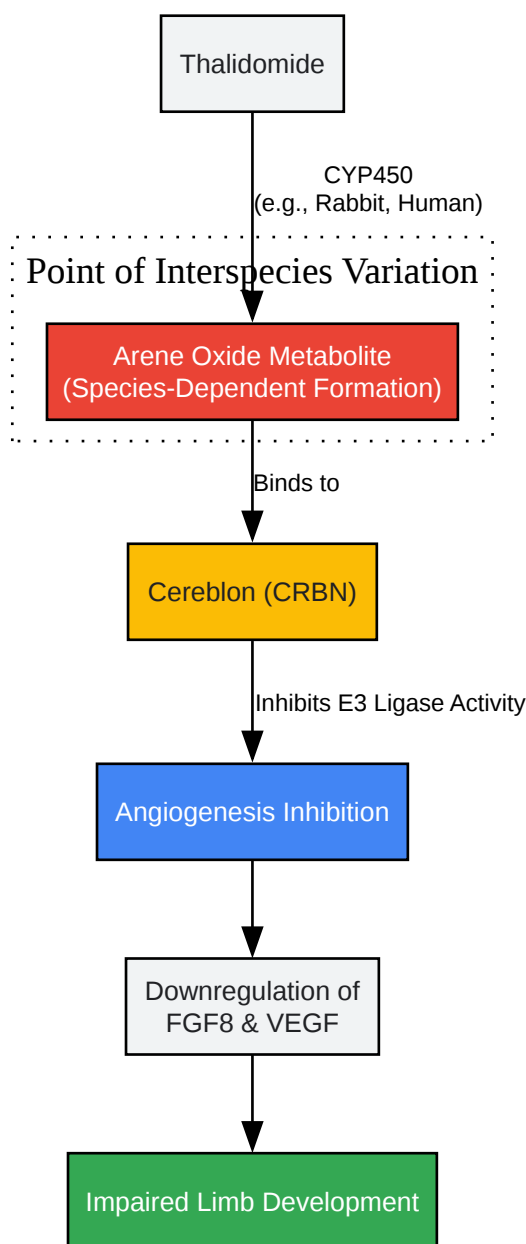 Thalidomide
CYP450
(e.g., Rabbit, Human)
Point of Interspecies Variation
Arene Oxide Metabolite
(Species-Dependent Formation)
Binds to
Cereblon (CRBN)
Inhibits E3 Ligase Activity
Angiogenesis Inhibition
Downregulation of
FGF8 & VEGF
Impaired Limb Development